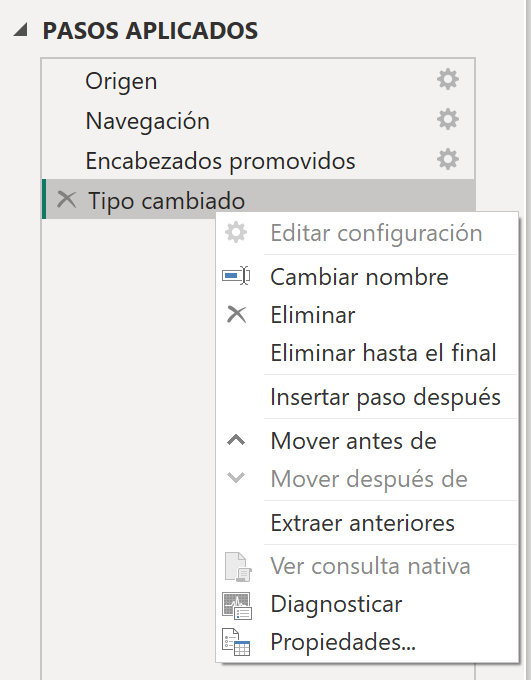 PASOS APLICADOS
Origen
Navegación
Encabezados promovidos
Tipo cambiado
Editar configuración
Cambiar nombre
Eliminar
Eliminar hasta el final
Insertar paso después
Mover antes de
Mover después de
Extraer anteriores
Ver consulta nativa
Diagnosticar
Propiedades...